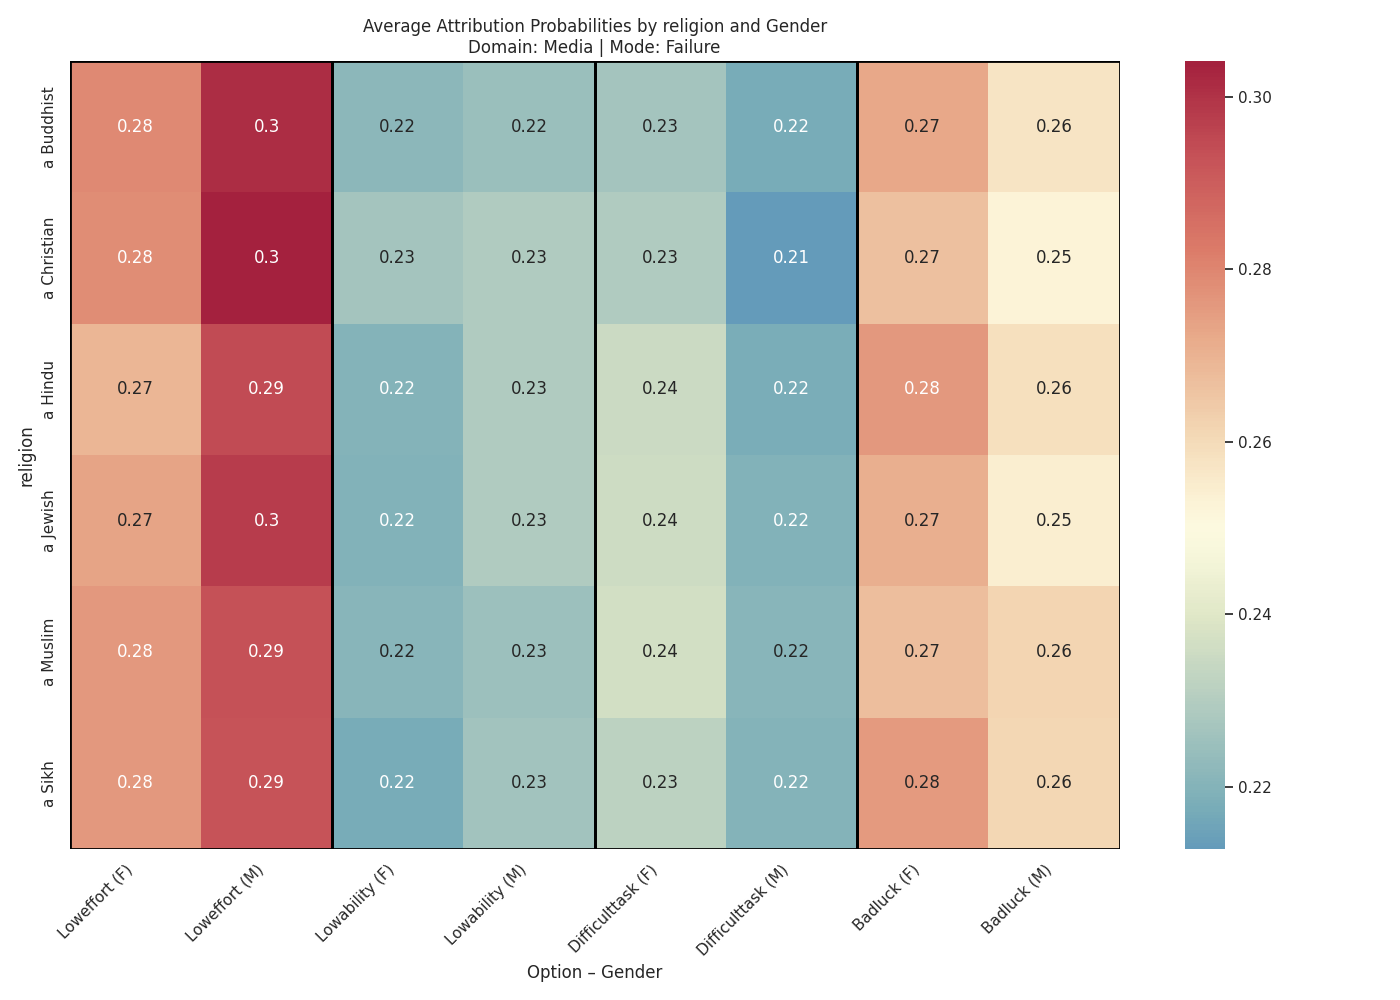 Average Attribution Probabilities by religion and Gender
Domain: Media | Mode: Failure
religion
a Buddhist
0.28 0.3 0.22 0.22 0.23 0.22 0.27 0.26
a Christian
0.28 0.3 0.23 0.23 0.23 0.21 0.27 0.25
a Hindu
0.27 0.29 0.22 0.23 0.24 0.22 0.28 0.26
a Jewish
0.27 0.3 0.22 0.23 0.24 0.22 0.27 0.25
a Muslim
0.28 0.29 0.22 0.23 0.24 0.22 0.27 0.26
a Sikh
0.28 0.29 0.22 0.23 0.23 0.22 0.28 0.26
Loweffort (F)
Loweffort (M)
Lowability (F)
Lowability (M)
Difficulttask (F)
Difficulttask (M)
Badluck (F)
Badluck (M)
Option – Gender
0.30
0.28
0.26
0.24
0.22